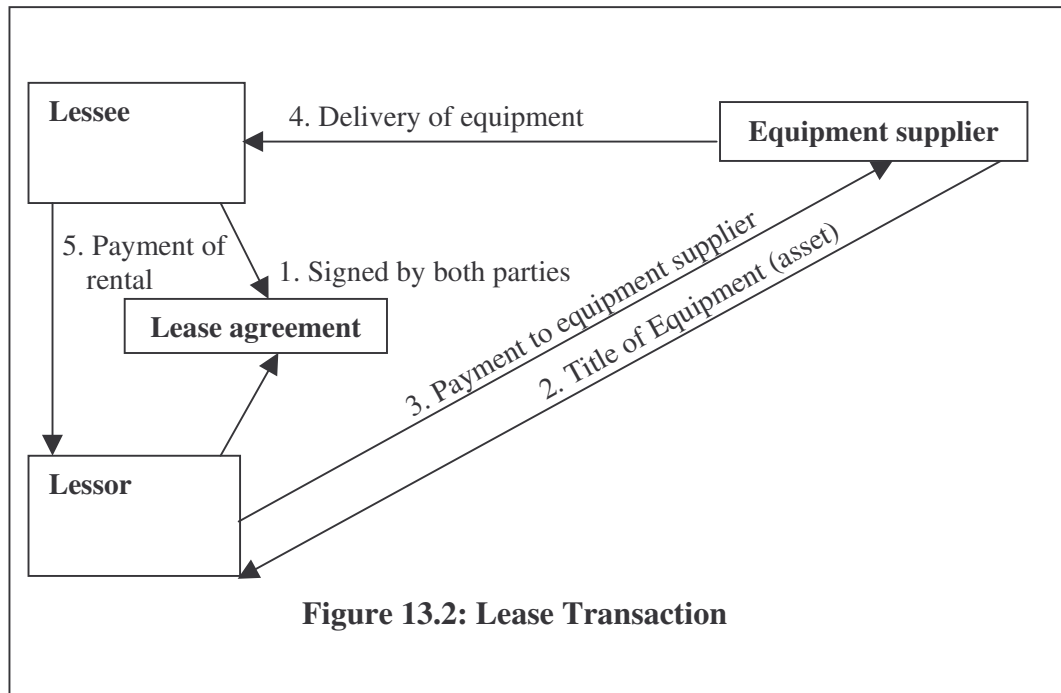 Lessee
4. Delivery of equipment
Equipment supplier
5. Payment of
rental
1. Signed by both parties
Lease agreement
3. Payment to equipment supplier
2. Title of Equipment (asset)
Lessor
Figure 13.2: Lease Transaction